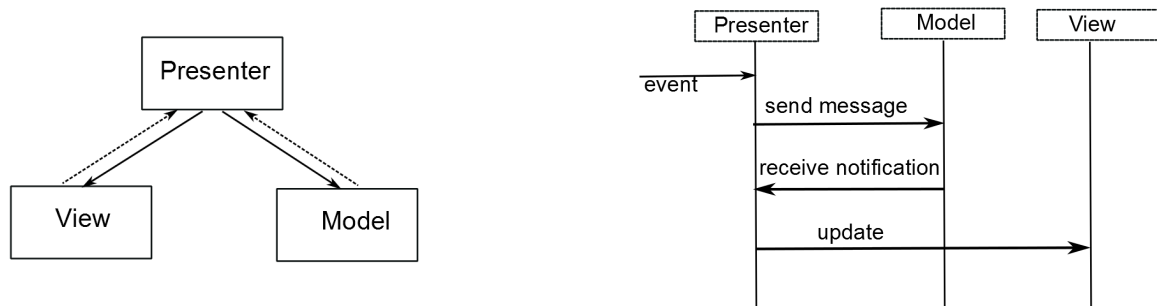 Presenter
View
Model
Presenter
Model
View
event
send message
receive notification
update